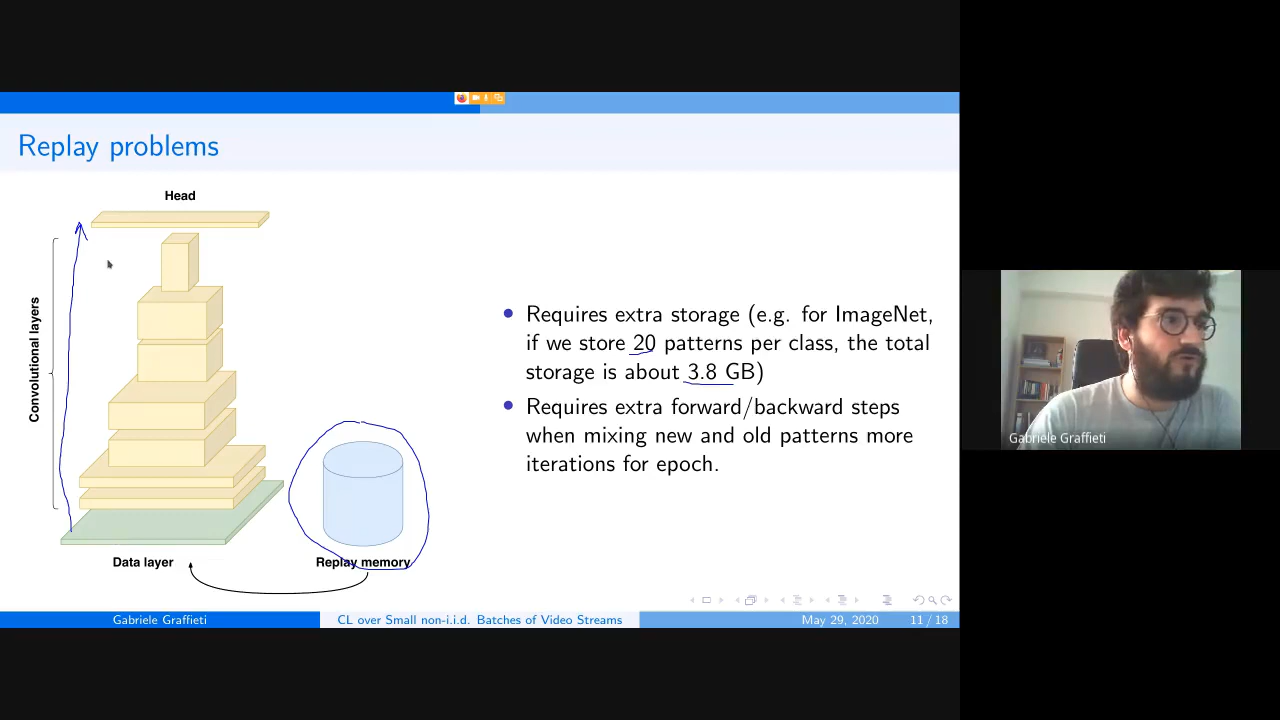 Replay problems
Head
Convolutional layers
Data layer
Replay memory
Requires extra storage (e.g. for ImageNet,
if we store 20 patterns per class, the total
storage is about 3.8 GB)
Requires extra forward/backward steps
when mixing new and old patterns more
iterations for epoch.
Gabriele Graffieti
CL over Small non-i.i.d. Batches of Video Streams
May 29, 2020
11 / 18
Gabriele Graffieti